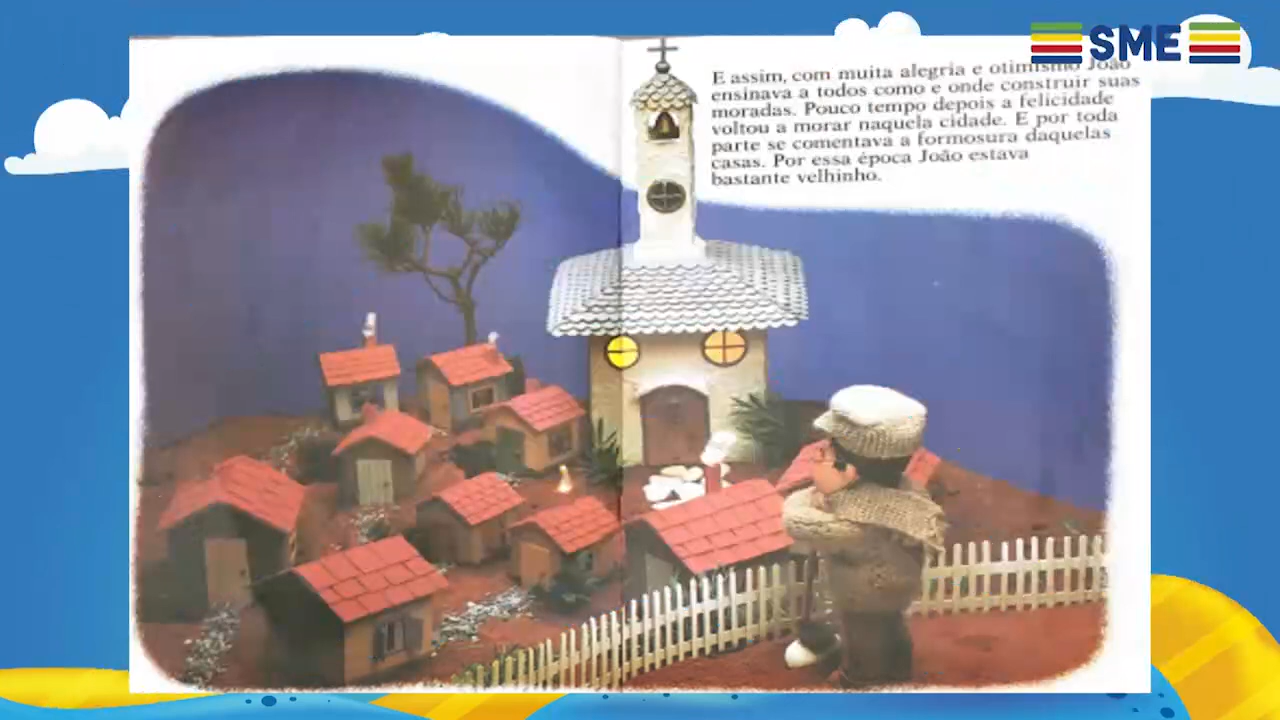 SME
E assim, com muita alegria e otimismo João
ensinava a todos como e onde construir suas
moradas. Pouco tempo depois a felicidade
voltou a morar naquela cidade. E por toda
parte se comentava a formosura daquelas
casas. Por essa época João estava
bastante velhinho.